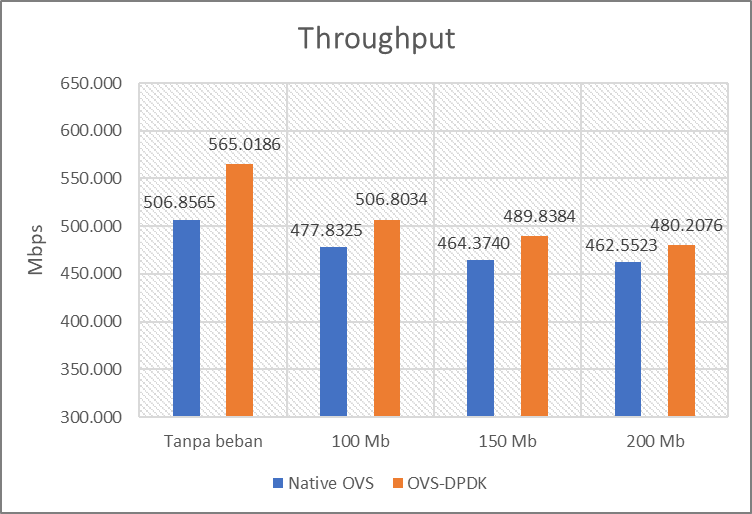 Throughput
Mbps
650.000
600.000
550.000
500.000
450.000
400.000
350.000
300.000
506.8565
565.0186
477.8325
506.8034
464.3740
489.8384
462.5523
480.2076
Tanpa beban
100 Mb
150 Mb
200 Mb
Native OVS
OVS-DPDK